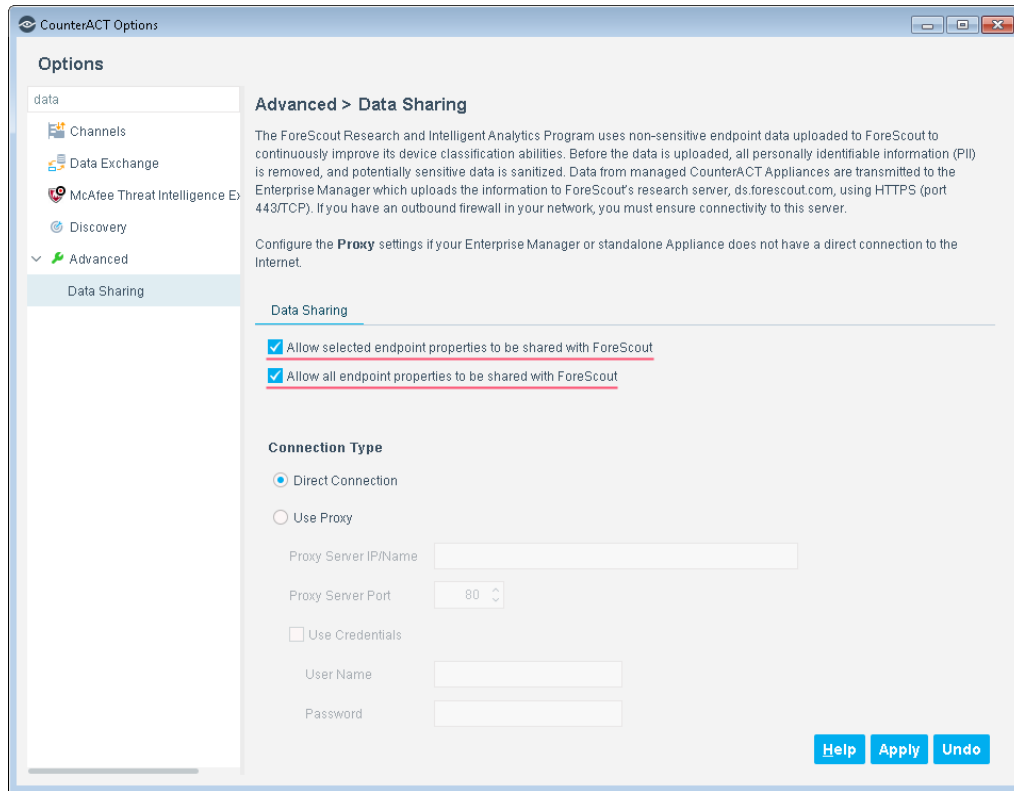 CounterACT Options
Options
data
Channels
Data Exchange
McAfee Threat Intelligence Ex
Discovery
Advanced
Data Sharing
Advanced > Data Sharing
The ForeScout Research and Intelligent Analytics Program uses non-sensitive endpoint data uploaded to ForeScout to
continuously improve its device classification abilities. Before the data is uploaded, all personally identifiable information (PII)
is removed, and potentially sensitive data is sanitized. Data from managed CounterACT Appliances are transmitted to the
Enterprise Manager which uploads the information to ForeScout's research server, ds.forescout.com, using HTTPS (port
443/TCP). If you have an outbound firewall in your network, you must ensure connectivity to this server.
Configure the Proxy settings if your Enterprise Manager or standalone Appliance does not have a direct connection to the
Internet.
Data Sharing
Allow selected endpoint properties to be shared with ForeScout
Allow all endpoint properties to be shared with ForeScout
Connection Type
Direct Connection
Use Proxy
Proxy Server IP/Name
Proxy Server Port 80
Use Credentials
User Name
Password
Help Apply Undo